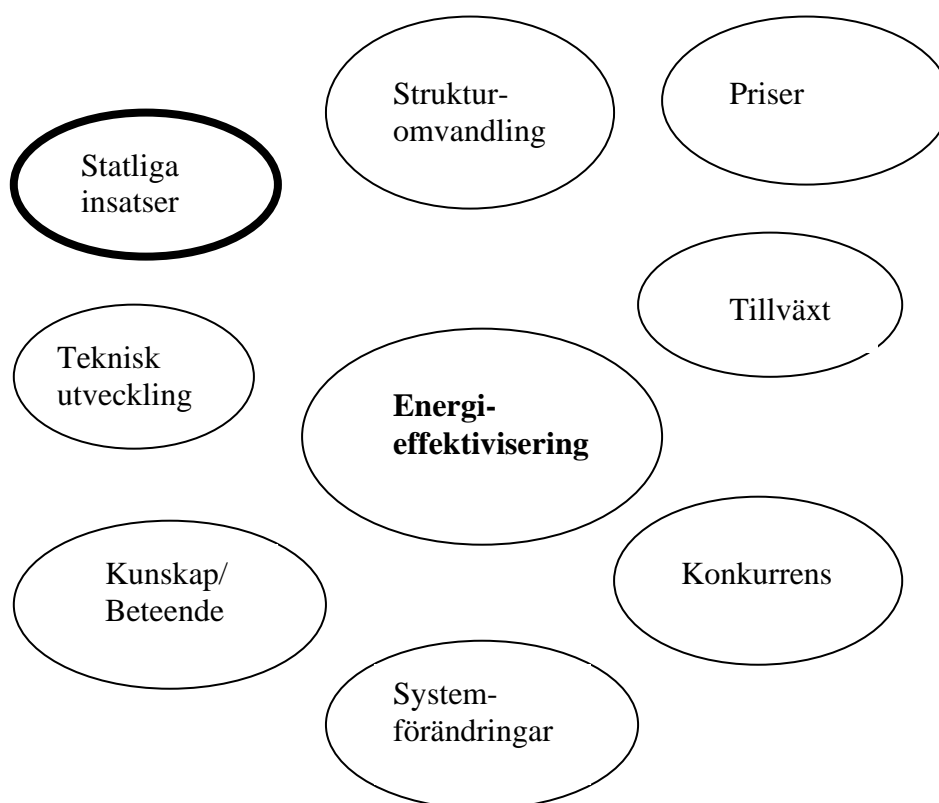 Struktur-
omvandling
Priser
Statliga
insatser
Tillväxt
Teknisk
utveckling
Energi-
effektivisering
Kunskap/
Beteende
Konkurrens
System-
förändringar